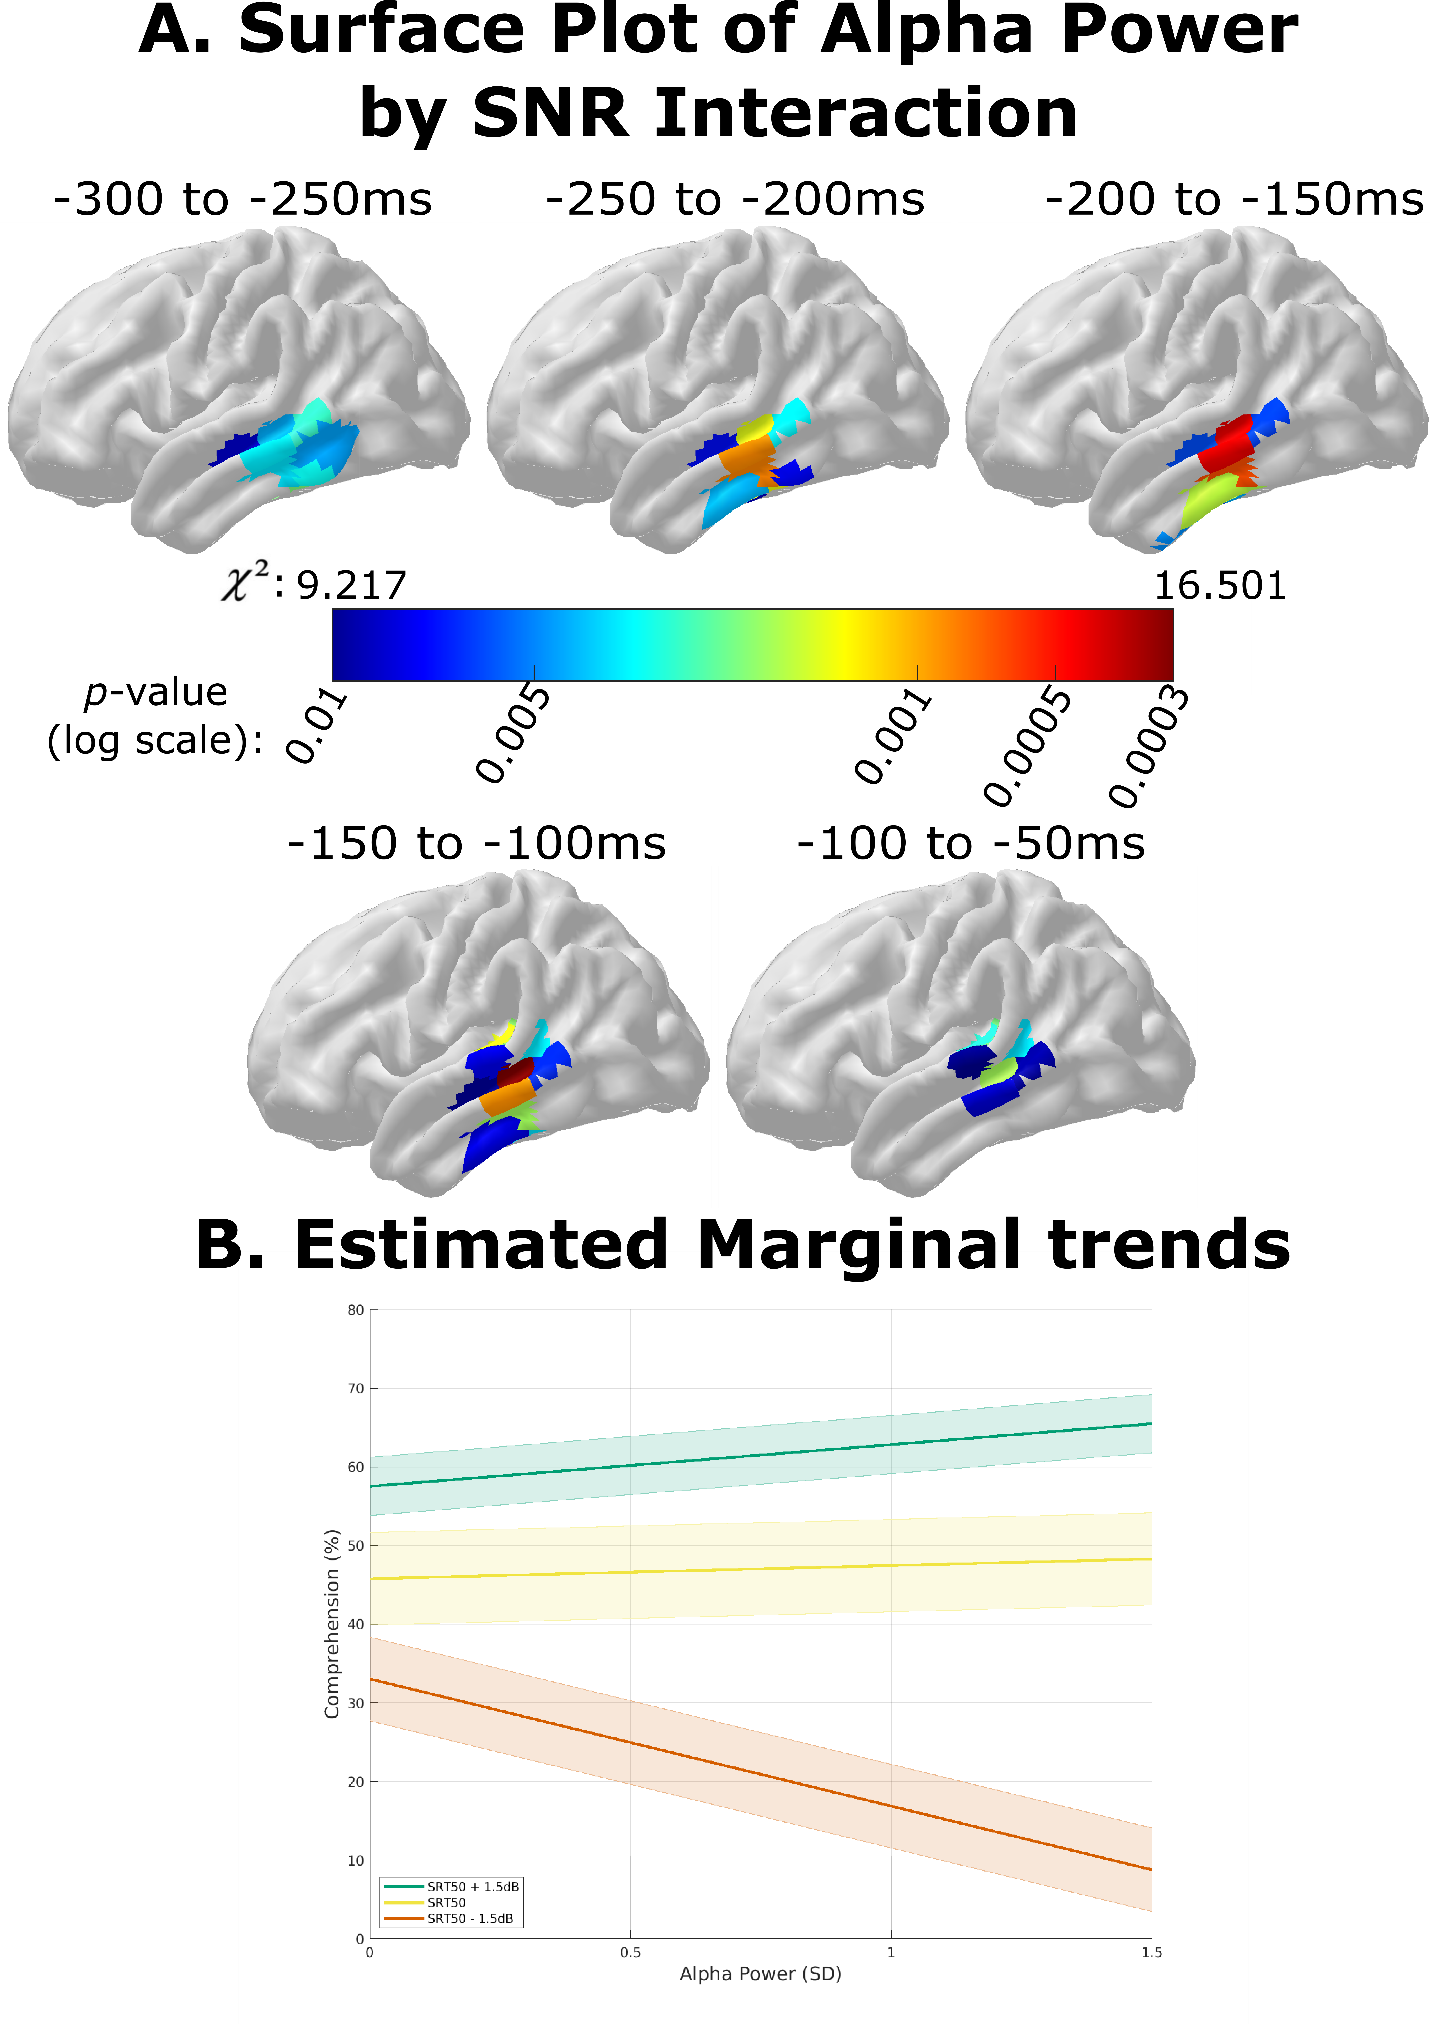 A. Surface Plot of Alpha Power
by SNR Interaction
-300 to -250ms
-250 to -200ms
-200 to -150ms
χ²: 9.217
16.501
p-value
(log scale):
0.01
0.005
0.001
0.0005
0.0003
-150 to -100ms
-100 to -50ms
B. Estimated Marginal trends
80
70
60
50
40
30
20
10
0
Comprehension (%)
SRT50 + 1.5dB
SRT50
SRT50 - 1.5dB
0
0.5
1
1.5
Alpha Power (SD)